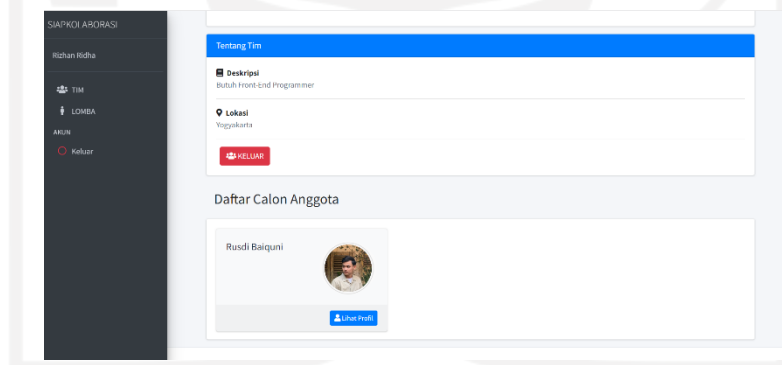 SIAPKOLABORASI
Rizhan Ridha
TIM
LOMBA
AKUN
Keluar
Tentang Tim
Deskripsi
Butuh Front-End Programmer
Lokasi
Yogyakarta
KELUAR
Daftar Calon Anggota
Rusdi Baiquni
Lihat Profil